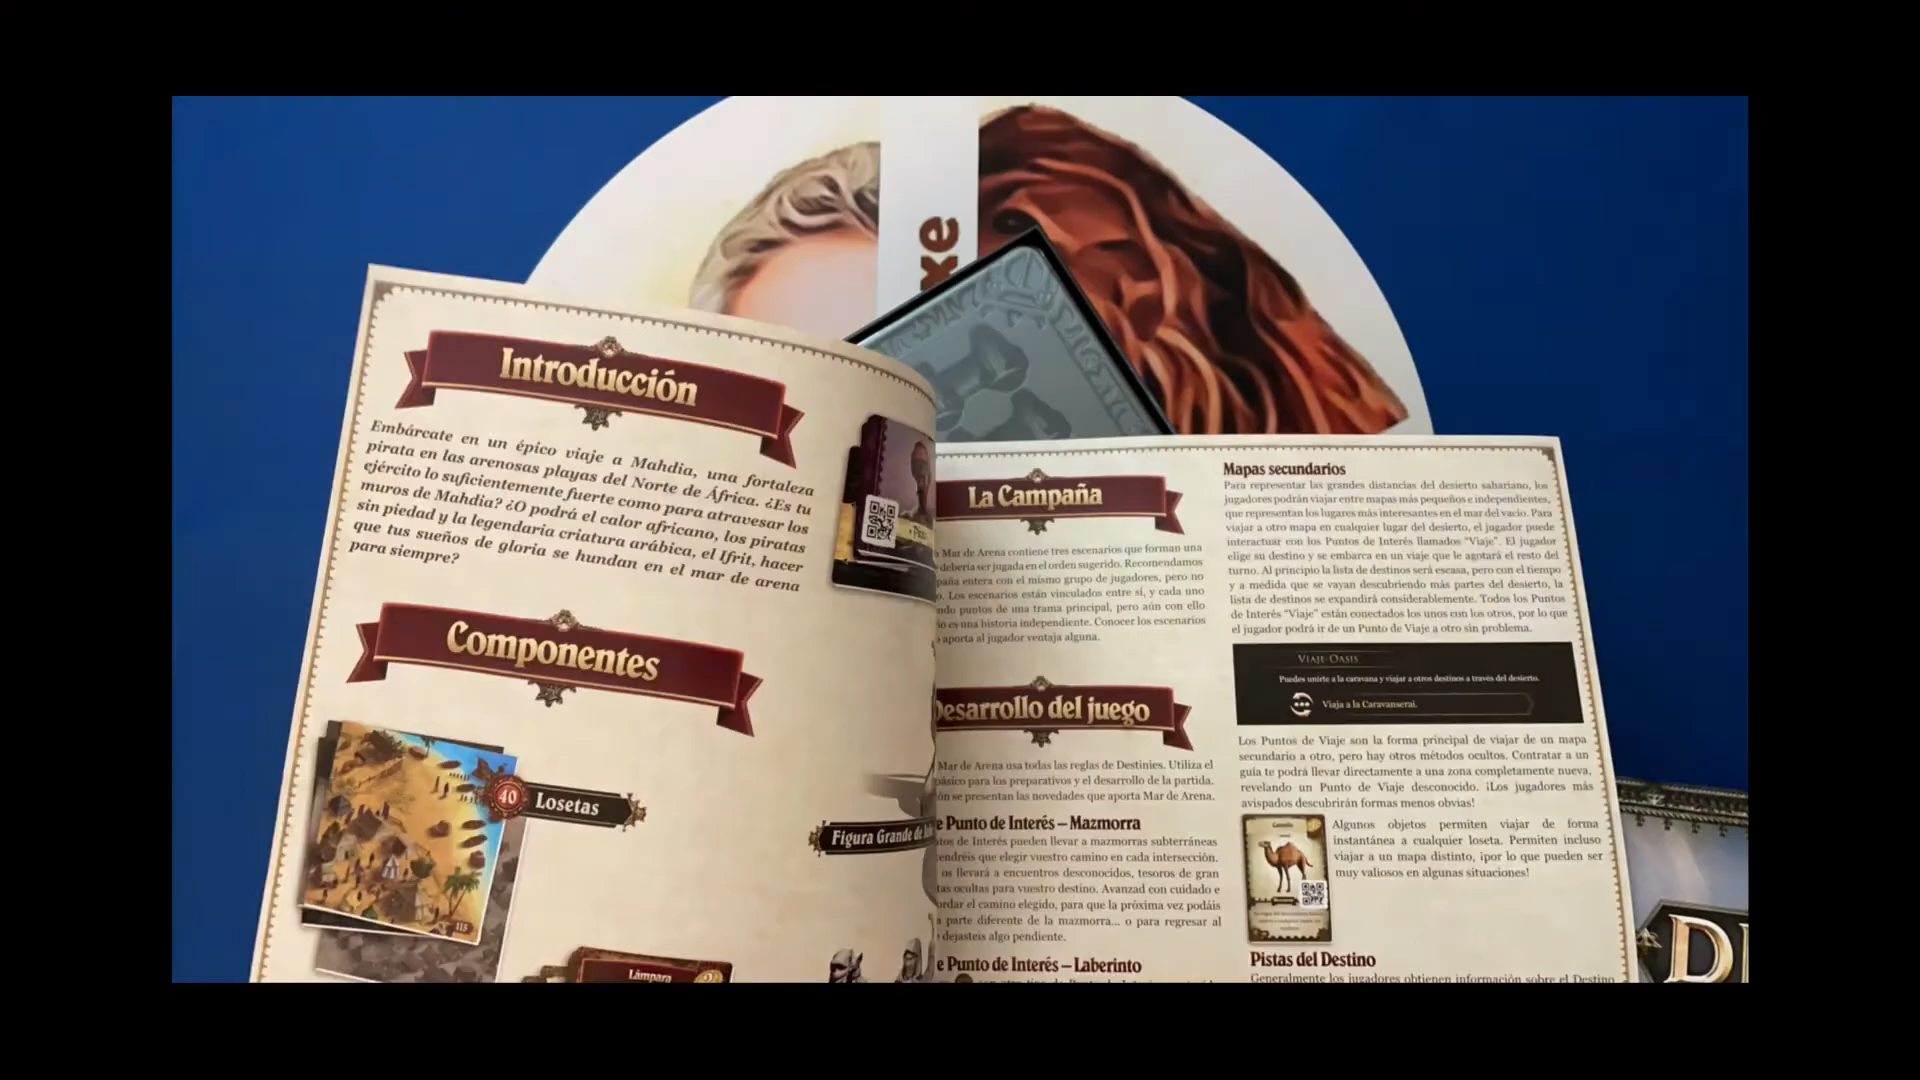 xe
Introducción
Embárcate en un épico viaje a Mahdia, una fortaleza
pirata en las arenosas playas del Norte de África. ¿Es tu
ejército lo suficientemente fuerte como para atravesar los
muros de Mahdia? ¿O podrá el calor africano, los piratas
sin piedad y la legendaria criatura arábica, el Ifrit, hacer
que tus sueños de gloria se hundan en el mar de arena
para siempre?
Componentes
40 Losetas
115
Figura Grande de
Lámpara
La Campaña
Mar de Arena contiene tres escenarios que forman una
debería ser jugada en el orden sugerido. Recomendamos
entera con el mismo grupo de jugadores, pero no
Los escenarios están vinculados entre sí, y cada uno
puntos de una trama principal, pero aún con ello
es una historia independiente. Conocer los escenarios
aporta al jugador ventaja alguna.
Desarrollo del juego
Mar de Arena usa todas las reglas de Destinies. Utiliza el
básico para los preparativos y el desarrollo de la partida.
se presentan las novedades que aporta Mar de Arena.
Punto de Interés – Mazmorra
de Interés pueden llevar a mazmorras subterráneas
que elegir vuestro camino en cada intersección.
os llevará a encuentros desconocidos, tesoros de gran
ocultas para vuestro destino. Avanzad con cuidado e
el camino elegido, para que la próxima vez podáis
parte diferente de la mazmorra... o para regresar al
dejasteis algo pendiente.
Punto de Interés – Laberinto
Mapas secundarios
Para representar las grandes distancias del desierto sahariano, los
jugadores podrán viajar entre mapas más pequeños e independientes,
que representan los lugares más interesantes en el mar del vacío. Para
viajar a otro mapa en cualquier lugar del desierto, el jugador puede
interactuar con los Puntos de Interés llamados "Viaje". El jugador
elige su destino y se embarca en un viaje que le agotará el resto del
turno. Al principio la lista de destinos será escasa, pero con el tiempo
y a medida que se vayan descubriendo más partes del desierto, la
lista de destinos se expandirá considerablemente. Todos los Puntos
de Interés "Viaje" están conectados los unos con los otros, por lo que
el jugador podrá ir de un Punto de Viaje a otro sin problema.
Viaje Oasis
Puedes unirte a la caravana y viajar a otros destinos a través del desierto.
Viaja a la Caravanserai.
Los Puntos de Viaje son la forma principal de viajar de un mapa
secundario a otro, pero hay otros métodos ocultos. Contratar a un
guía te podrá llevar directamente a una zona completamente nueva,
revelando un Punto de Viaje desconocido. ¡Los jugadores más
avispados descubrirán formas menos obvias!
Camello
Algunos objetos permiten viajar de forma
instantánea a cualquier loseta. Permiten incluso
viajar a un mapa distinto, ¡por lo que pueden ser
muy valiosos en algunas situaciones!
Pistas del Destino
Generalmente los jugadores obtienen información sobre el Destino